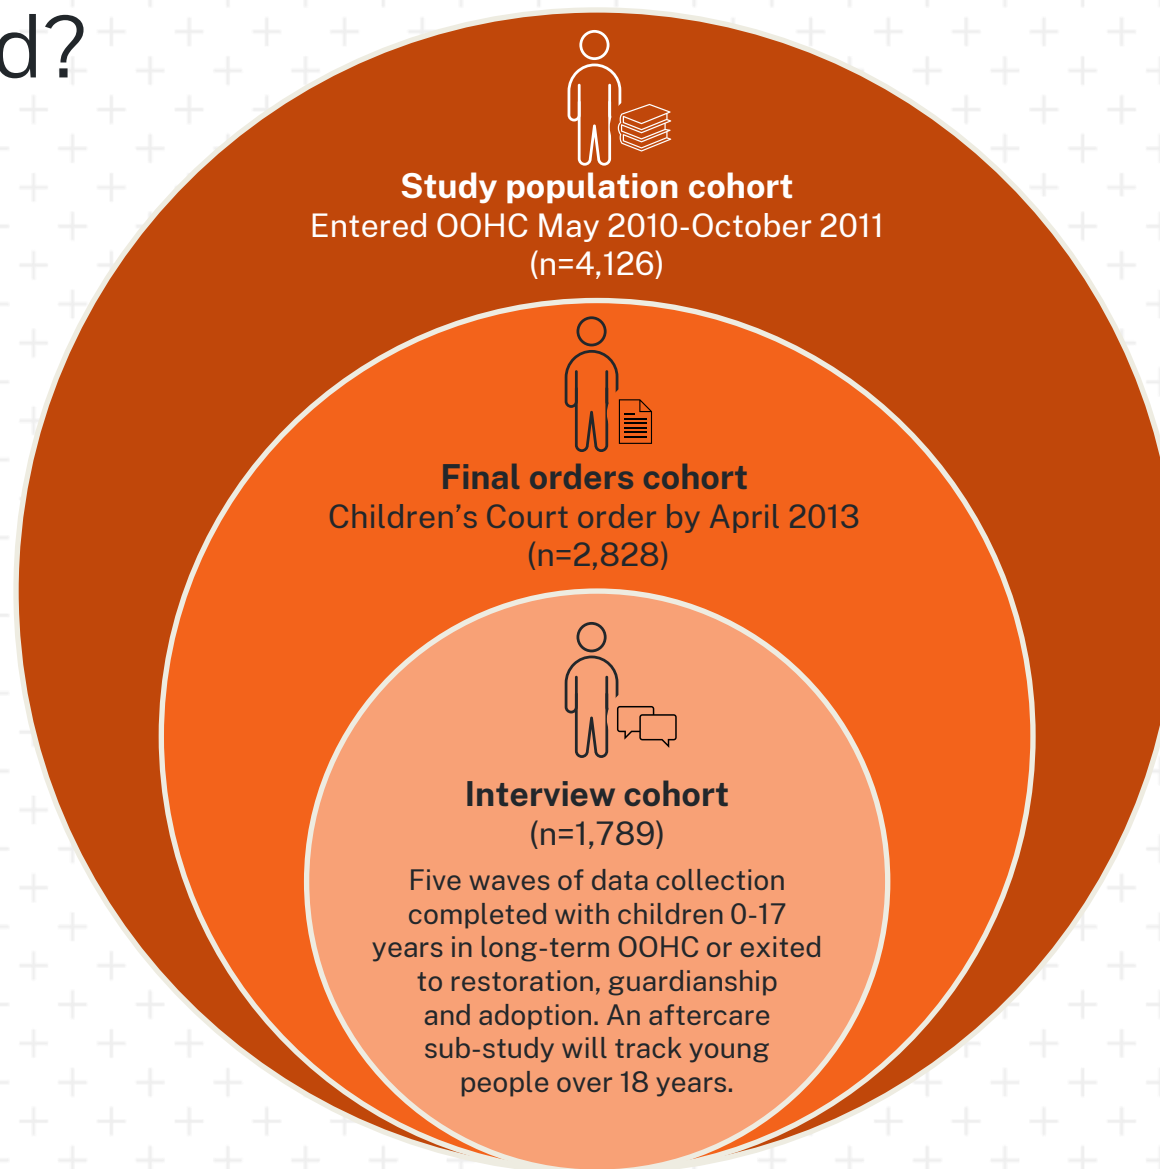 d?
Study population cohort
Entered OOHC May 2010-October 2011
(n=4,126)
Final orders cohort
Children’s Court order by April 2013
(n=2,828)
Interview cohort
(n=1,789)
Five waves of data collection
completed with children 0-17
years in long-term OOHC or exited
to restoration, guardianship
and adoption. An aftercare
sub-study will track young
people over 18 years.